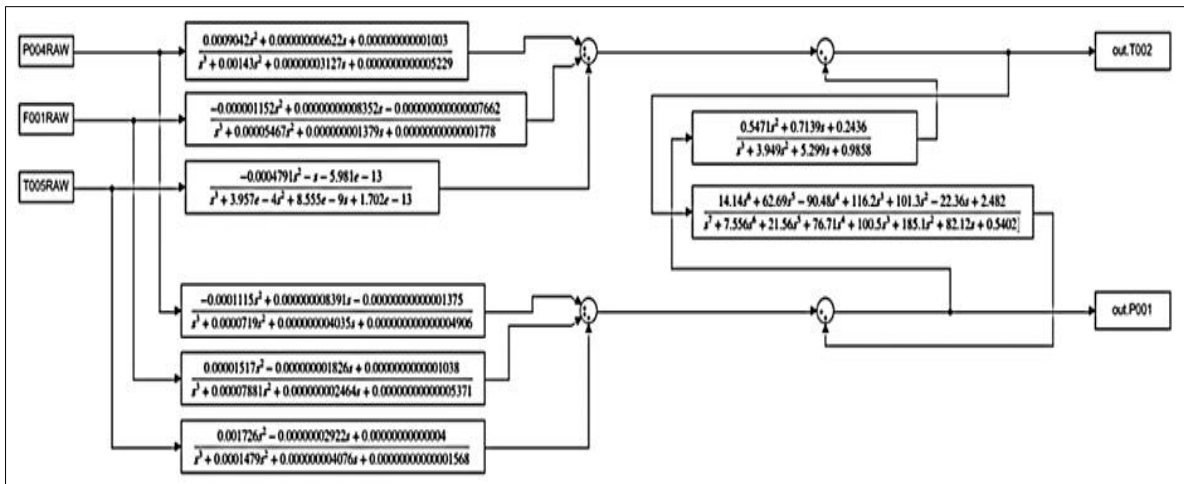 P004RAW
F001RAW
T005RAW
0.0009042s² + 0.000000006622s + 0.000000000001003
s³ + 0.00143s² + 0.00000003127s + 0.000000000005229
−0.000001152s² + 0.00000000008352s − 0.000000000000007662
s³ + 0.00005467s² + 0.000000001379s + 0.00000000000001778
−0.0004791s² − s − 5.981e − 13
s³ + 3.957e − 4s² + 8.555e − 9s + 1.702e − 13
−0.0001115s² + 0.000000008391s − 0.0000000000001375
s³ + 0.0000719s² + 0.000000004035s + 0.00000000000004906
0.00001517s² − 0.000000001826s + 0.0000000000001038
s³ + 0.00007881s² + 0.000000002464s + 0.00000000000005371
0.001726s² − 0.00000002922s + 0.00000000000004
s³ + 0.0001479s² + 0.000000004076s + 0.00000000000001568
0.5471s² + 0.7139s + 0.2436
s³ + 3.949s² + 5.299s + 0.9858
14.14s⁶ + 62.69s⁵ − 90.48s⁴ + 116.2s³ + 101.3s² − 22.36s + 2.482
s⁷ + 7.556s⁶ + 21.56s⁵ + 76.71s⁴ + 100.5s³ + 185.1s² + 82.12s + 0.5402]
out.T002
out.P001